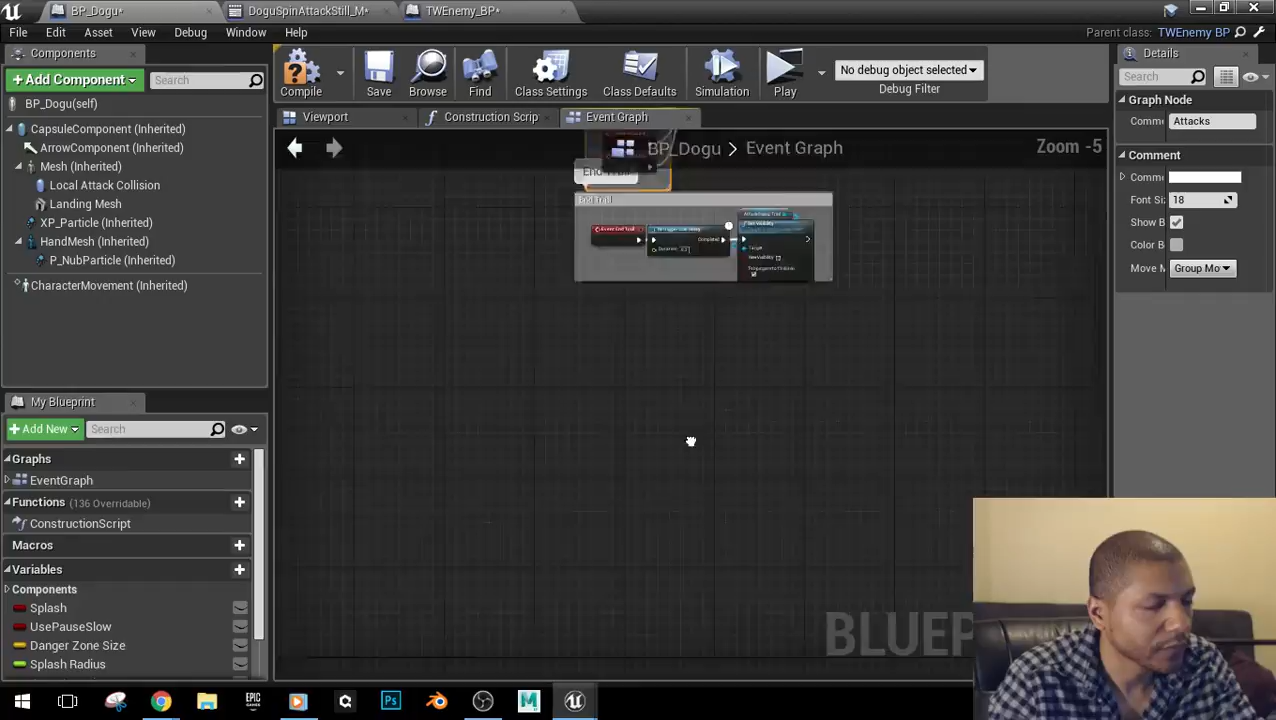 BP_Dogu*
DoguSpinAttackStill_M*
TWEnemy_BP*
File Edit Asset View Debug Window Help
Parent class: TWEnemy BP
Components
+Add Component
Search
BP_Dogu(self)
CapsuleComponent (Inherited)
ArrowComponent (Inherited)
Mesh (Inherited)
Local Attack Collision
Landing Mesh
XP_Particle (Inherited)
HandMesh (Inherited)
P_NubParticle (Inherited)
CharacterMovement (Inherited)
Compile Save Browse Find Class Settings Class Defaults Simulation Play
No debug object selected
Debug Filter
Viewport
Construction Scrip
Event Graph
BP_Dogu > Event Graph
Zoom -5
Details
Search
Graph Node
Comme Attacks
Comment
Comme
Font Siz 18
Show B
Color B
Move M Group Mo
My Blueprint
+Add New
Search
Graphs
EventGraph
Functions (136 Overridable)
ConstructionScript
Macros
Variables
Components
Splash
UsePauseSlow
Danger Zone Size
Splash Radius
BLUEP